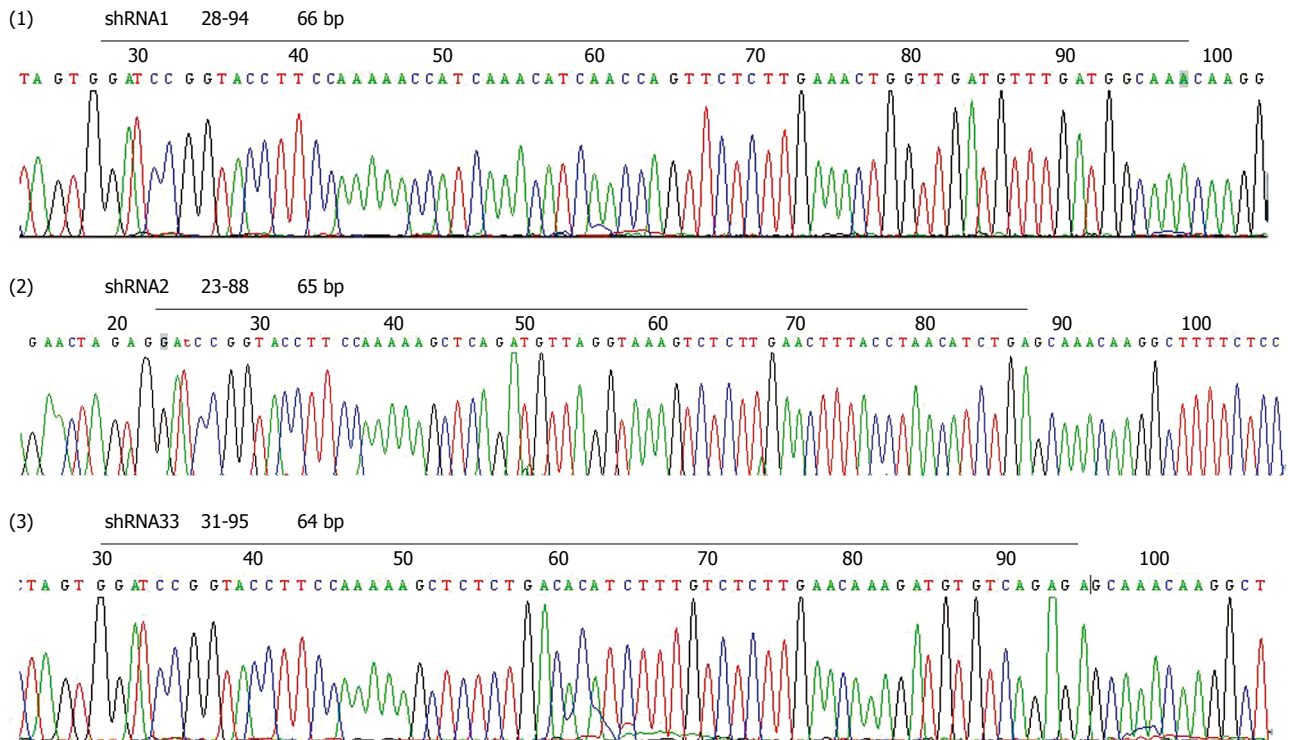 (1) shRNA1 28-94 66 bp
30 40 50 60 70 80 90 100
TAGTGGATCCGGTACCTTCCAAAAACCATCAAACATCAACCAGTTCTCTTGAAACTGGTTGATGTTTGATGGCAAACAAGG
(2) shRNA2 23-88 65 bp
20 30 40 50 60 70 80 90 100
GAACTAGAGGAtCCGGTACCTTCCAAAAAGCTCAGATGTTAGGTAAAGTCTCTTGAACTTTACCTAACATCTGAGCAAACAAGGCTTTTCTCC
(3) shRNA33 31-95 64 bp
30 40 50 60 70 80 90 100
CTAGTGGATCCGGTACCTTCCAAAAAGCTCTCTGACACATCTTTGTCTCTTGAACAAAGATGTGTCAGAGAGCAAACAAGGCT